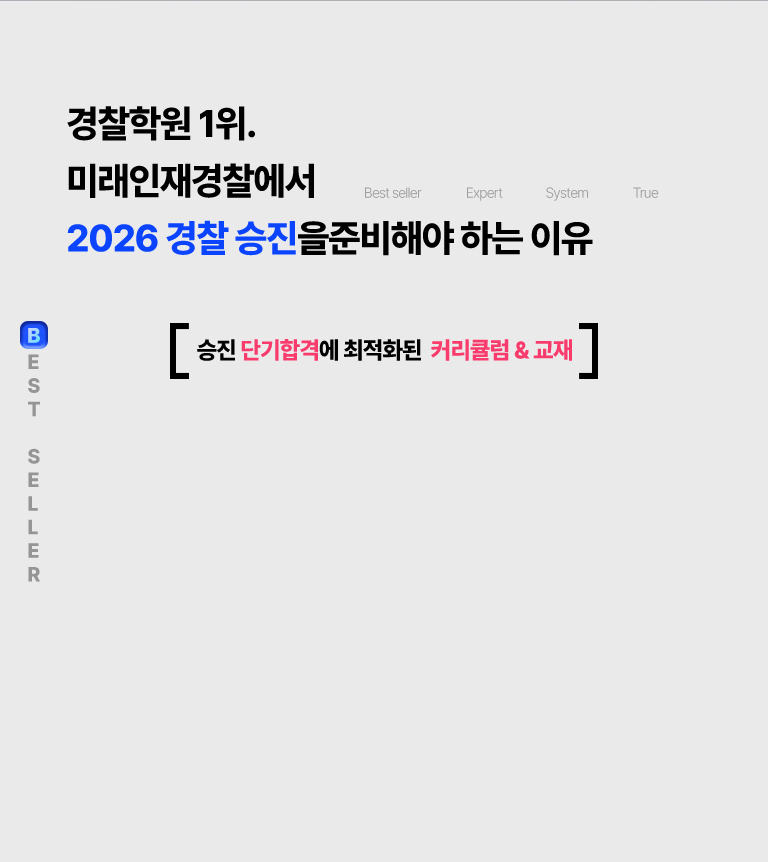 경찰학원 1위.
미래인재경찰에서
Best seller Expert System True
2026 경찰 승진을준비해야 하는 이유
승진 단기합격에 최적화된 커리큘럼 & 교재
BEST SELLER